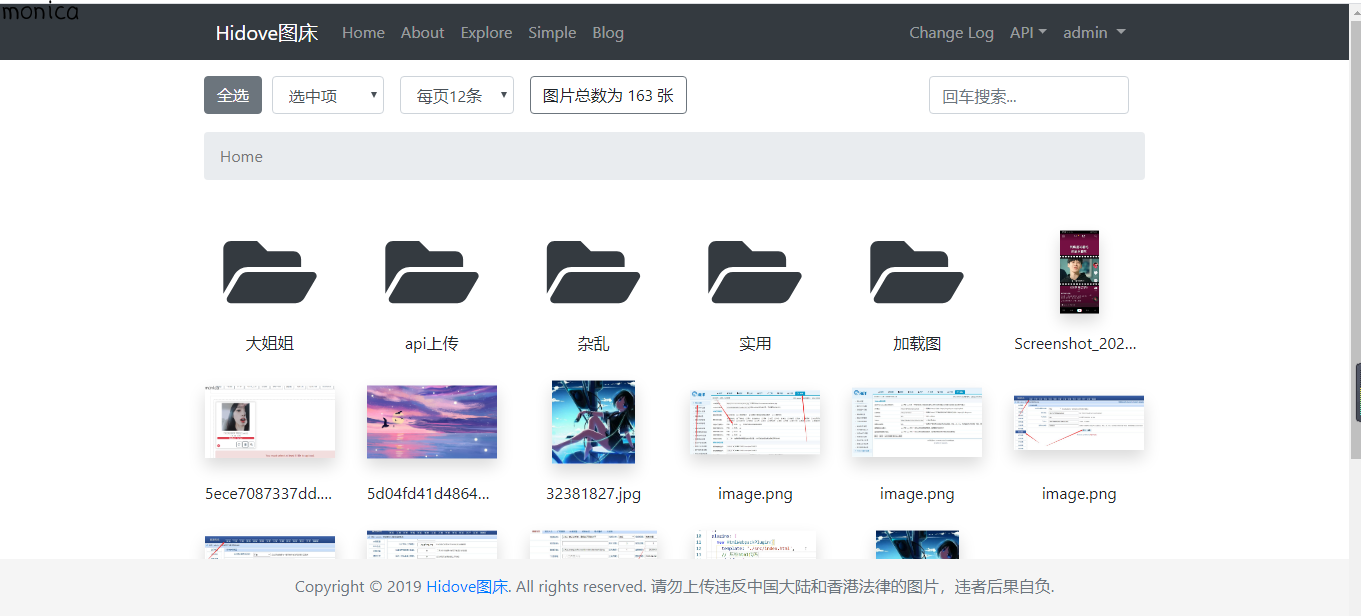 monica
Hidove图床 Home About Explore Simple Blog Change Log API admin
全选 选中项 每页12条 图片总数为 163 张 回车搜索...
Home
大姐姐 api上传 杂乱 实用 加载图 Screenshot_202...
5ece7087337dd.... 5d04fd41d4864... 32381827.jpg image.png image.png image.png
Copyright © 2019 Hidove图床. All rights reserved. 请勿上传违反中国大陆和香港法律的图片，违者后果自负.